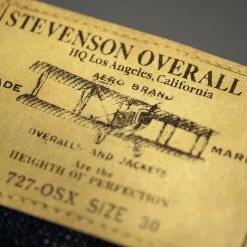 STEVENSON OVERALL
HQ Los Angeles, California
AERO BRAND
ADE MAR
OVERALLS AND JACKETS
Are the
HEIGHTH OF PERFECTION
727-OSX SIZE 30